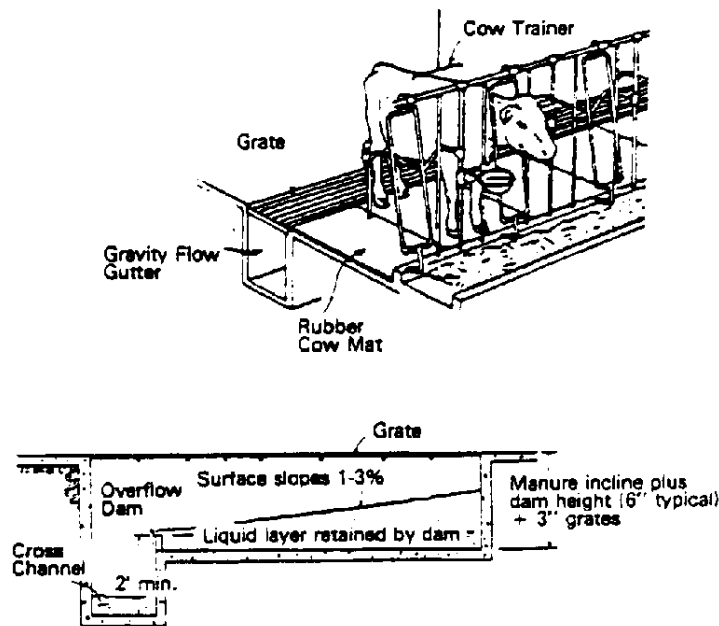 Cow Trainer
Grate
Gravity Flow
Gutter
Rubber
Cow Mat
Grate
Surface slopes 1-3%
Overflow
Dam
Manure incline plus
dam height (6" typical)
+ 3" grates
Liquid layer retained by dam
Cross
Channel
2' min.